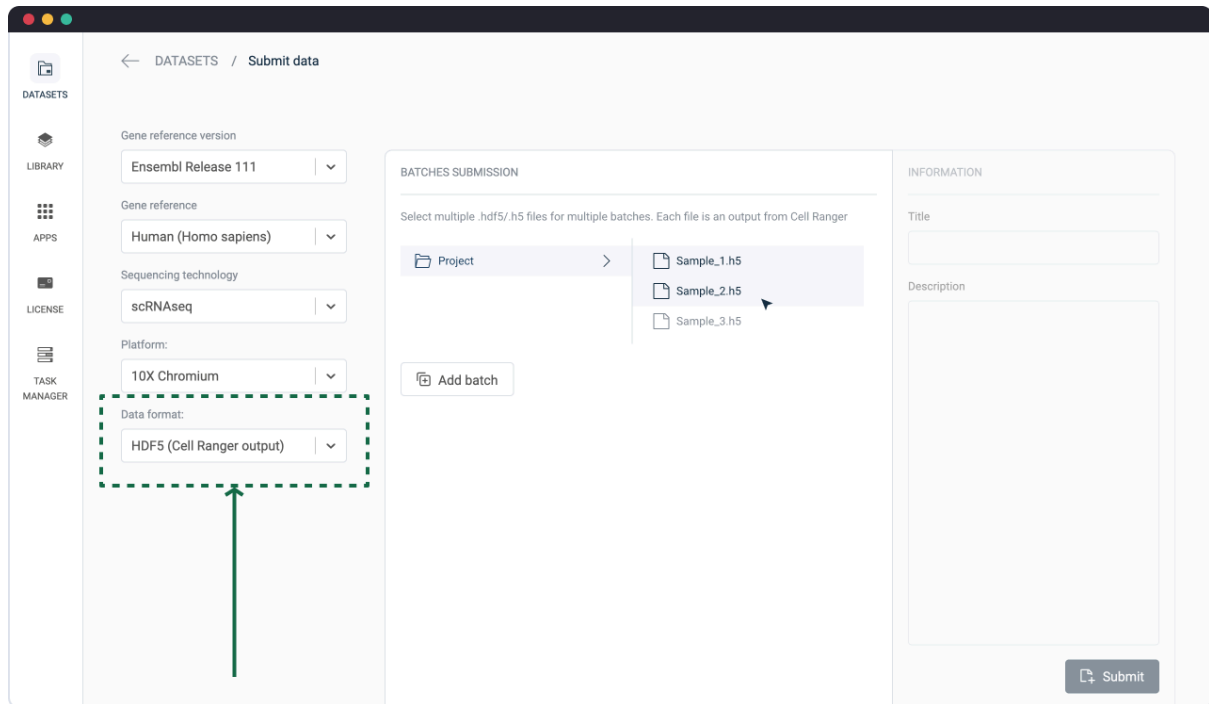 DATASETS
LIBRARY
APPS
LICENSE
TASK
MANAGER
DATASETS / Submit data
Gene reference version
Ensembl Release 111
Gene reference
Human (Homo sapiens)
Sequencing technology
scRNAseq
Platform:
10X Chromium
Data format:
HDF5 (Cell Ranger output)
BATCHES SUBMISSION
Select multiple .hdf5/.h5 files for multiple batches. Each file is an output from Cell Ranger
Project
Sample_1.h5
Sample_2.h5
Sample_3.h5
Add batch
INFORMATION
Title
Description
Submit